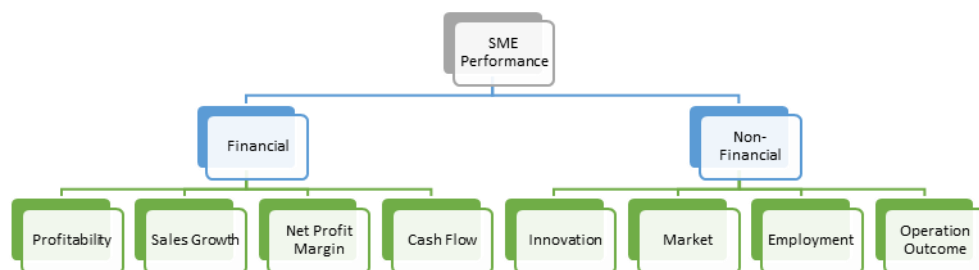 SME
Performance
Financial
Non-
Financial
Profitability
Sales Growth
Net Profit
Margin
Cash Flow
Innovation
Market
Employment
Operation
Outcome